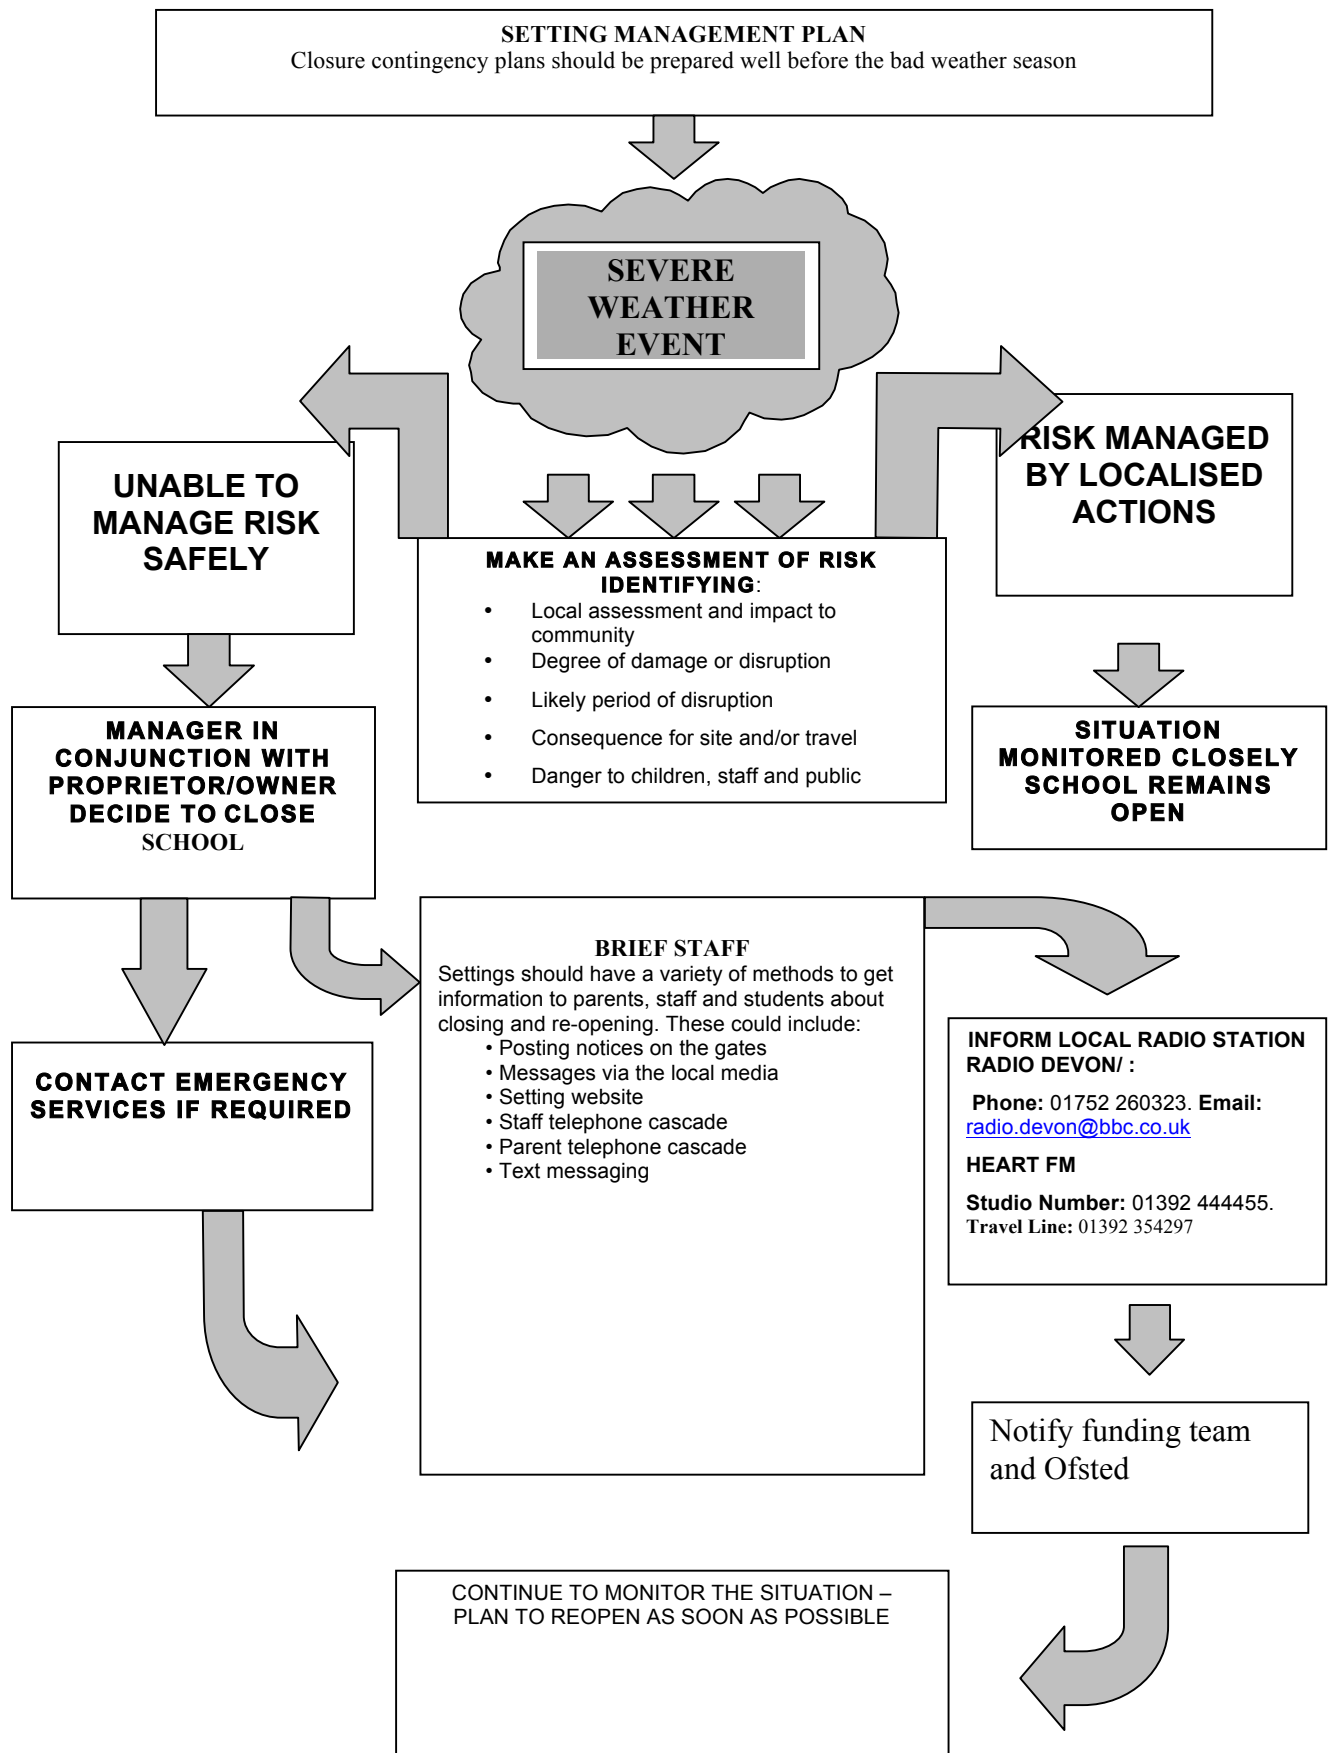 SETTING MANAGEMENT PLAN
Closure contingency plans should be prepared well before the bad weather season
SEVERE
WEATHER
EVENT
UNABLE TO
MANAGE RISK
SAFELY
RISK MANAGED
BY LOCALISED
ACTIONS
MAKE AN ASSESSMENT OF RISK
IDENTIFYING:
• Local assessment and impact to
community
• Degree of damage or disruption
• Likely period of disruption
• Consequence for site and/or travel
• Danger to children, staff and public
MANAGER IN
CONJUNCTION WITH
PROPRIETOR/OWNER
DECIDE TO CLOSE
SCHOOL
SITUATION
MONITORED CLOSELY
SCHOOL REMAINS
OPEN
BRIEF STAFF
Settings should have a variety of methods to get
information to parents, staff and students about
closing and re-opening. These could include:
• Posting notices on the gates
• Messages via the local media
• Setting website
• Staff telephone cascade
• Parent telephone cascade
• Text messaging
CONTACT EMERGENCY
SERVICES IF REQUIRED
INFORM LOCAL RADIO STATION
RADIO DEVON/ :
Phone: 01752 260323. Email:
radio.devon@bbc.co.uk
HEART FM
Studio Number: 01392 444455.
Travel Line: 01392 354297
Notify funding team
and Ofsted
CONTINUE TO MONITOR THE SITUATION –
PLAN TO REOPEN AS SOON AS POSSIBLE